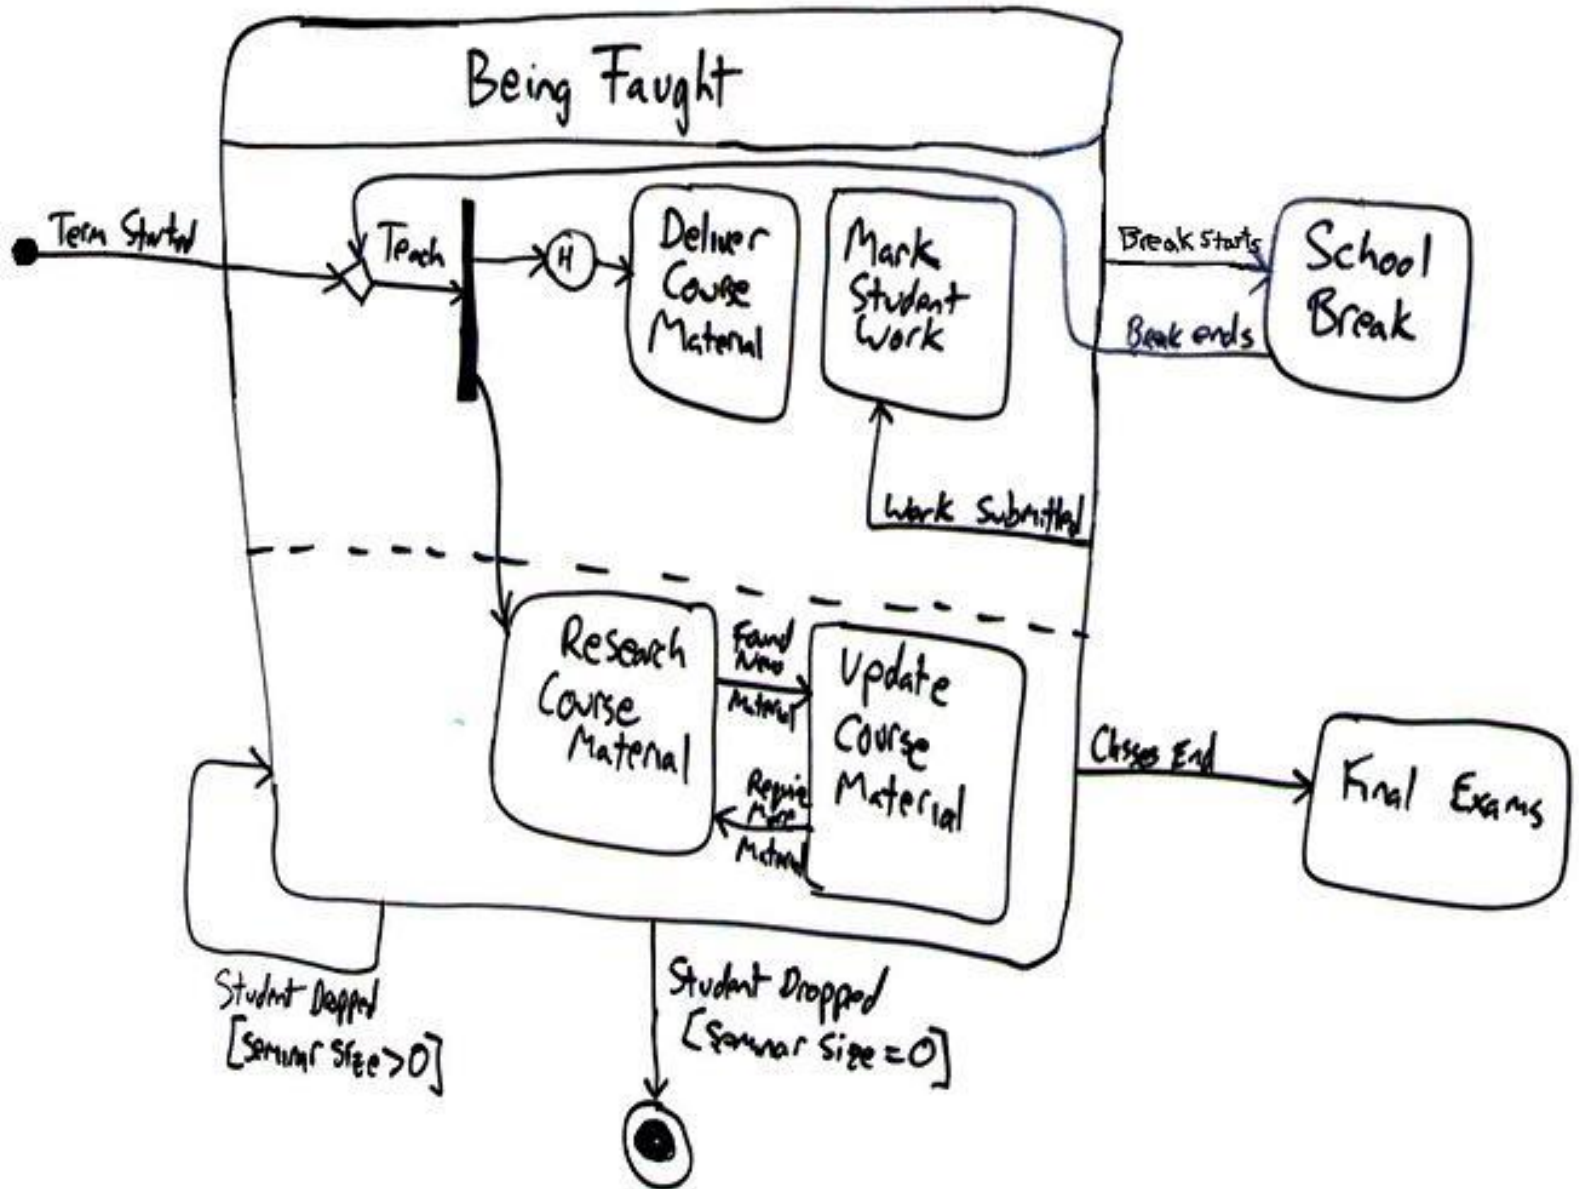 Being Taught
Term Started
Teach
H
Deliver
Course
Material
Mark
Student
Work
Break Starts
School
Break
Break ends
Work Submitted
Research
Course
Material
Found
New
Material
Update
Course
Material
Require
More
Material
Classes End
Final Exams
Student Dropped
[seminar size>0]
Student Dropped
[seminar size=0]